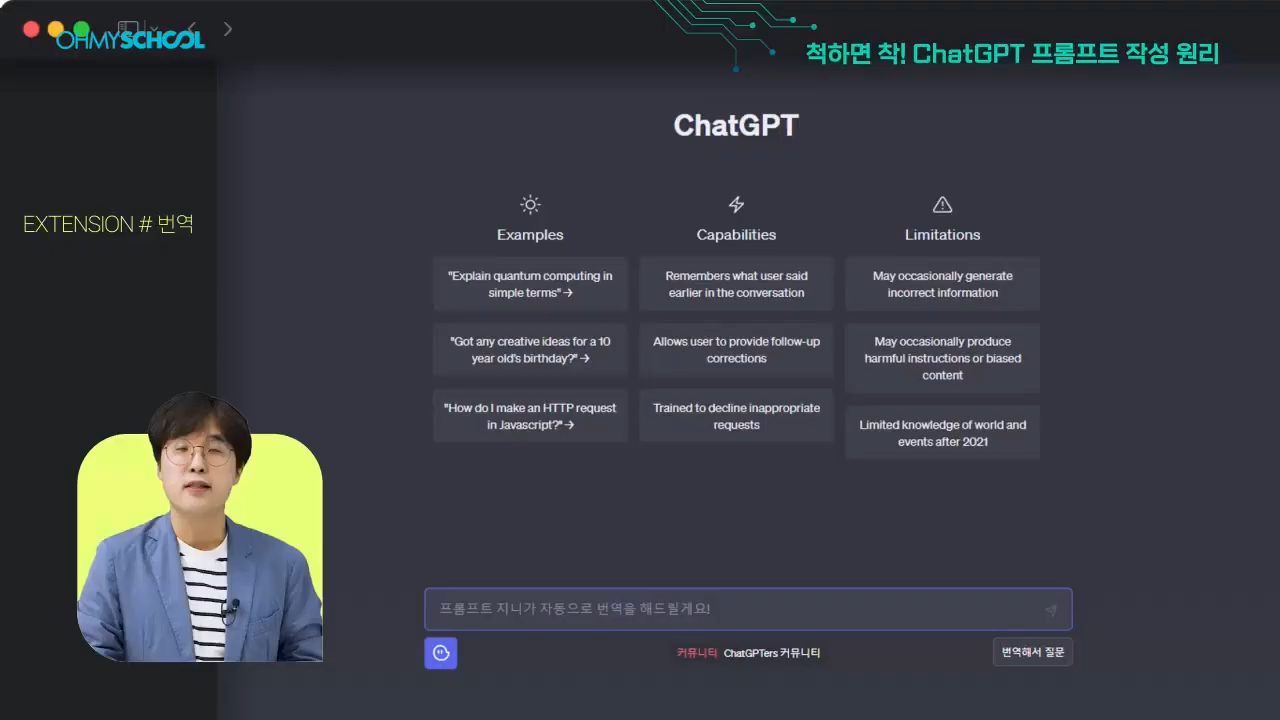 OHMYSCHOOL
척하면 착! ChatGPT 프롬프트 작성 원리
EXTENSION # 번역
ChatGPT
Examples
"Explain quantum computing in
simple terms" →
"Got any creative ideas for a 10
year old's birthday?" →
"How do I make an HTTP request
in Javascript?" →
Capabilities
Remembers what user said
earlier in the conversation
Allows user to provide follow-up
corrections
Trained to decline inappropriate
requests
Limitations
May occasionally generate
incorrect information
May occasionally produce
harmful instructions or biased
content
Limited knowledge of world and
events after 2021
프롬프트 지니가 자동으로 번역을 해드릴게요!
커뮤니티 ChatGPTers 커뮤니티
번역해서 질문